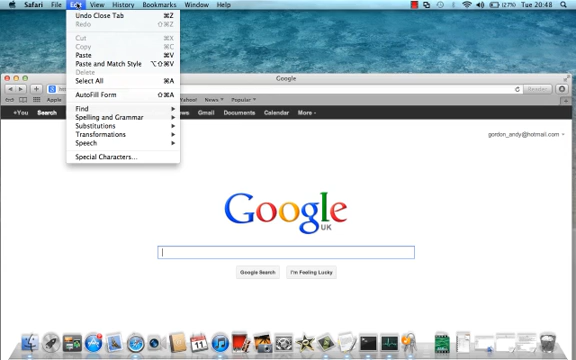 Safari File Edit View History Bookmarks Window Help (27%) Tue 20:48
Undo Close Tab ⌘Z
Redo ⇧⌘Z
Cut ⌘X
Copy ⌘C
Paste ⌘V
Paste and Match Style ⌥⇧⌘V
Delete
Select All ⌘A
AutoFill Form ⇧⌘A
Find
Spelling and Grammar
Substitutions
Transformations
Speech
Special Characters...
Google
Apple Yahoo! News Popular
+You Search Gmail Documents Calendar More
gordon_andy@hotmail.com
Google
UK
Google Search I'm Feeling Lucky